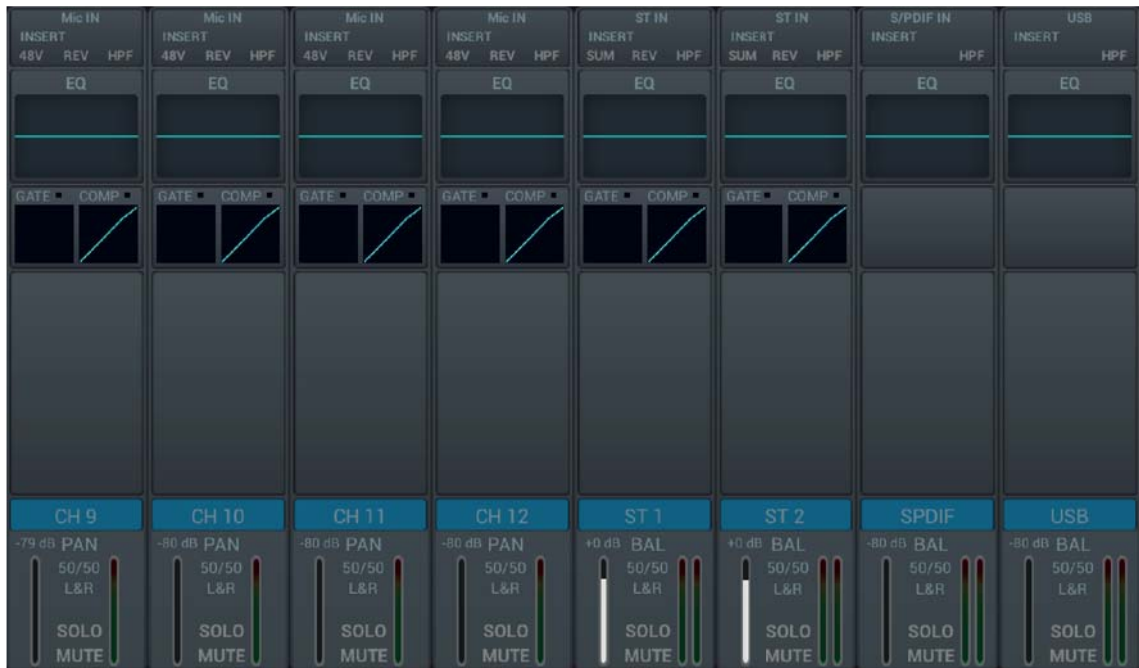 Mic IN Mic IN Mic IN Mic IN ST IN ST IN S/PDIF IN USB
INSERT INSERT INSERT INSERT INSERT INSERT INSERT INSERT
48V REV HPF 48V REV HPF 48V REV HPF 48V REV HPF SUM REV HPF SUM REV HPF HPF HPF
EQ EQ EQ EQ EQ EQ EQ EQ
GATE COMP GATE COMP GATE COMP GATE COMP GATE COMP GATE COMP
CH 9 CH 10 CH 11 CH 12 ST 1 ST 2 SPDIF USB
-79 dB PAN -80 dB PAN -80 dB PAN -80 dB PAN +0 dB BAL +0 dB BAL -80 dB BAL -80 dB BAL
50/50 50/50 50/50 50/50 50/50 50/50 50/50 50/50
L&R L&R L&R L&R L&R L&R L&R L&R
SOLO SOLO SOLO SOLO SOLO SOLO SOLO SOLO
MUTE MUTE MUTE MUTE MUTE MUTE MUTE MUTE